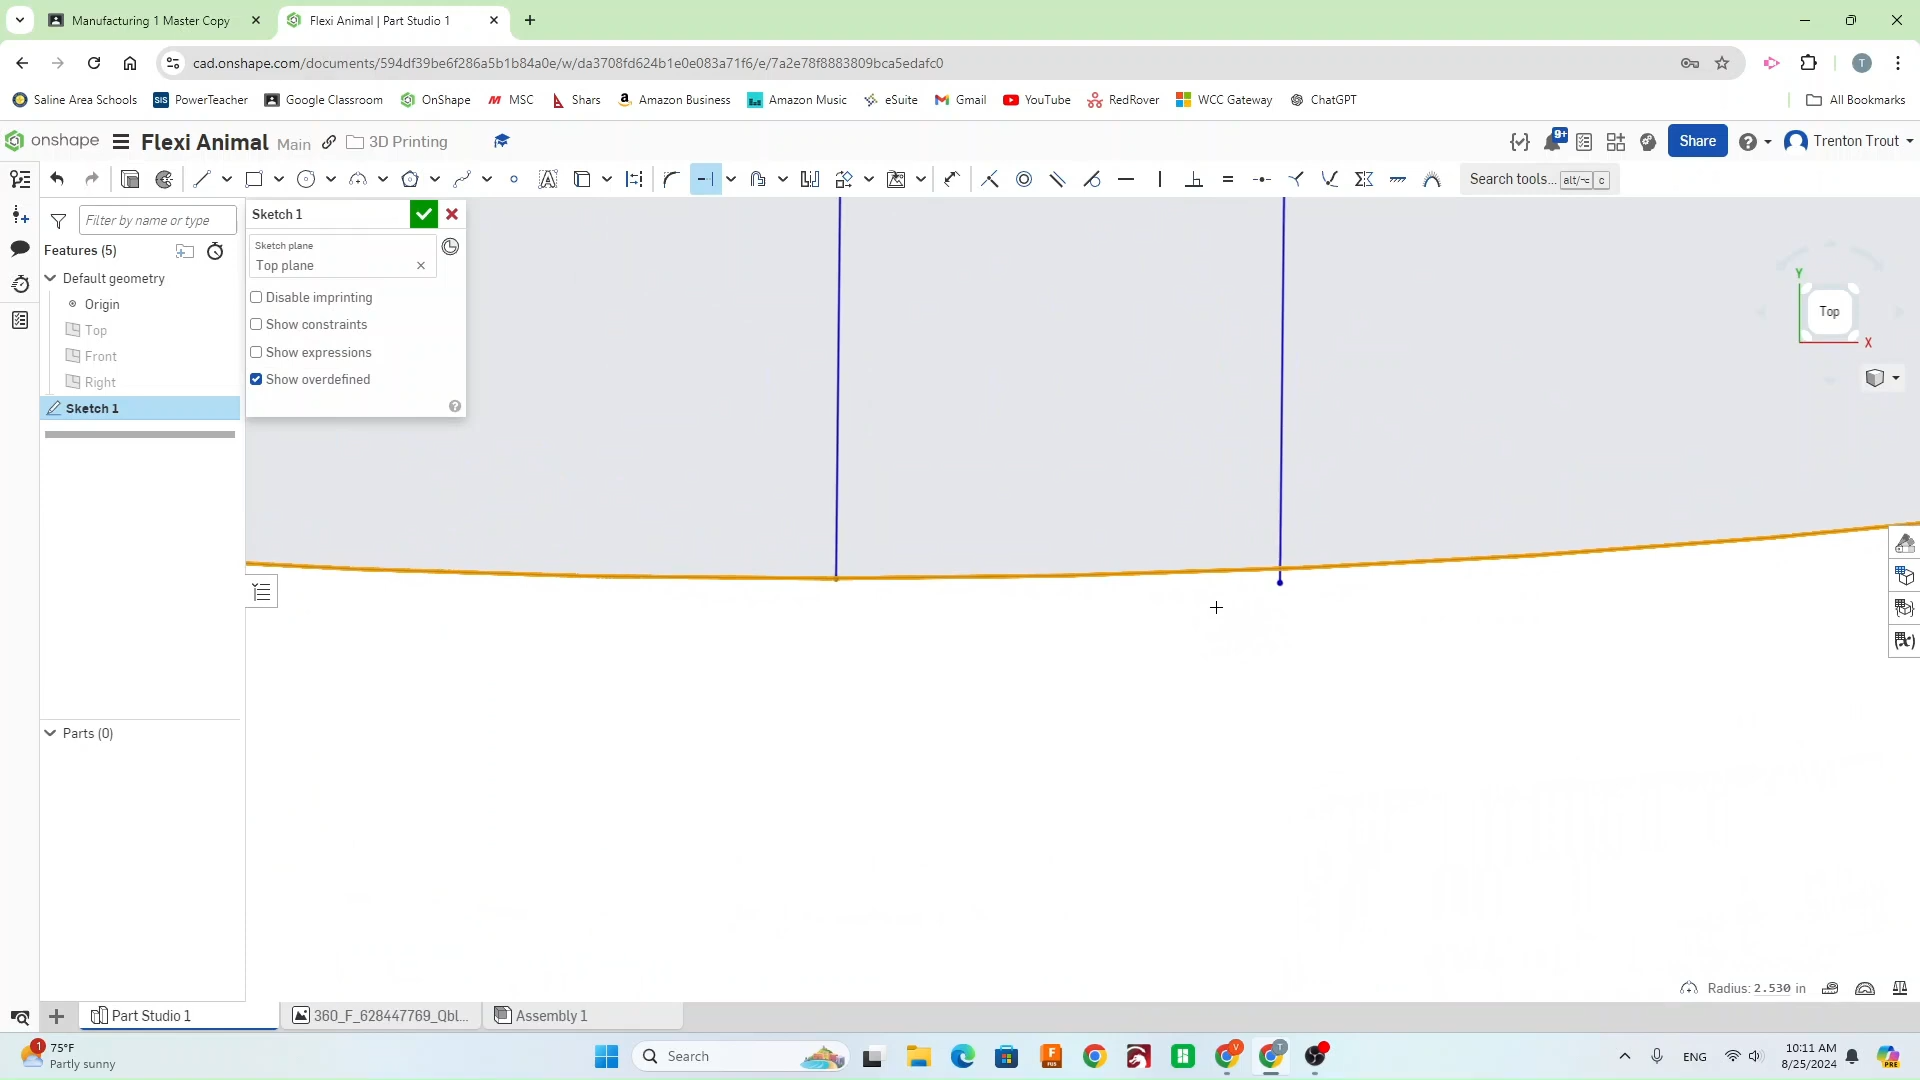 Manufacturing 1 Master Copy
Flexi Animal | Part Studio 1
cad.onshape.com/documents/594df39be6f286a5b1b84a0e/w/da3708fd624b1e0e083a71f6/e/7a2e78f8883809bca5edafc0
T
Saline Area Schools
SIS PowerTeacher
Google Classroom
OnShape
MSC
Shars
Amazon Business
Amazon Music
eSuite
Gmail
YouTube
RedRover
WCC Gateway
ChatGPT
All Bookmarks
onshape
Flexi Animal Main
3D Printing
9+
Share
Trenton Trout
Search tools... alt/⌥ c
Filter by name or type
Features (5)
Default geometry
Origin
Top
Front
Right
Sketch 1
Parts (0)
Sketch 1
Sketch plane
Top plane
Disable imprinting
Show constraints
Show expressions
Show overdefined
Y
Top
X
Radius: 2.530 in
Part Studio 1
360_F_628447769_Qbl...
Assembly 1
1
75°F
Partly sunny
Search
F
FUS
V
T
ENG
10:11 AM
8/25/2024
PRE